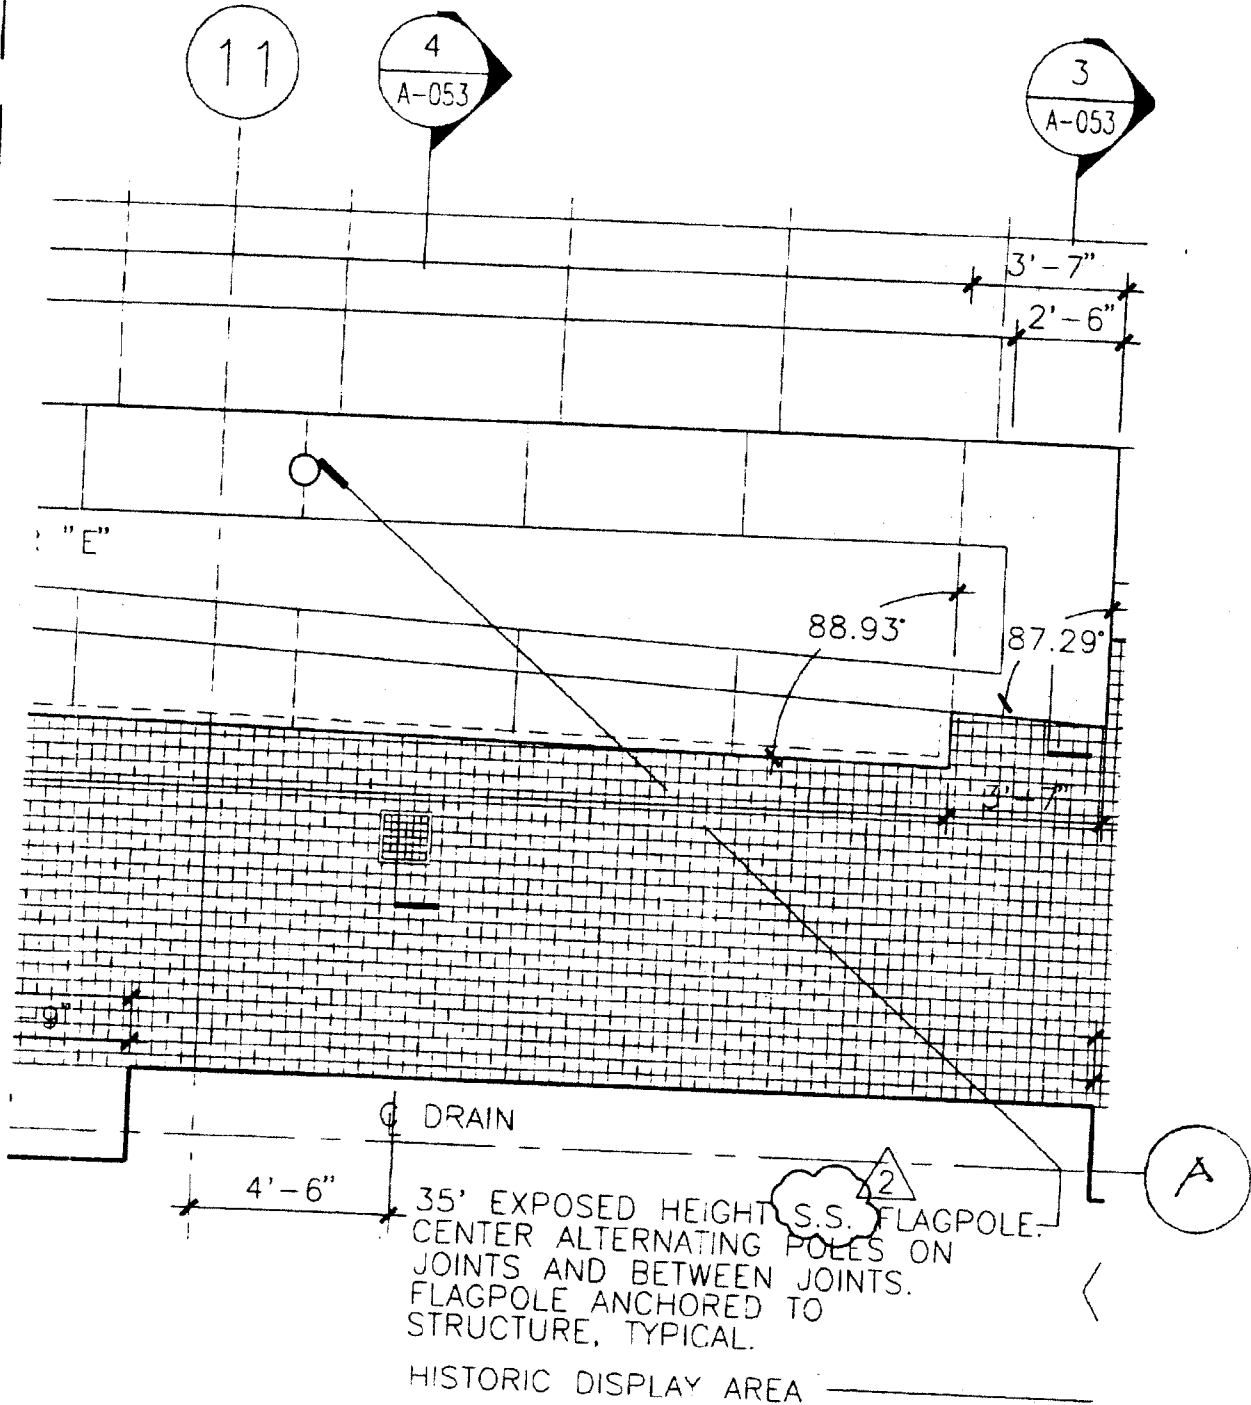 11
4
A-053
3
A-053
3'-7"
2'-6"
"E"
88.93°
87.29°
3'-7"
9"
℄ DRAIN
4'-6"
2
A
35' EXPOSED HEIGHT S.S. FLAGPOLE.
CENTER ALTERNATING POLES ON
JOINTS AND BETWEEN JOINTS.
FLAGPOLE ANCHORED TO
STRUCTURE, TYPICAL.
HISTORIC DISPLAY AREA